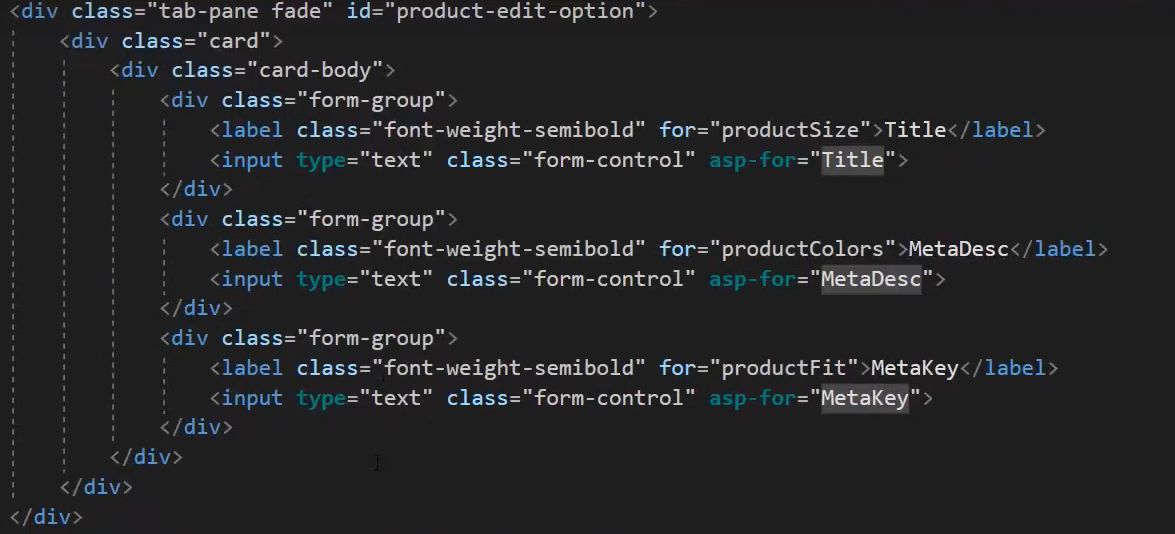 <div class="tab-pane fade" id="product-edit-option">
    <div class="card">
        <div class="card-body">
            <div class="form-group">
                <label class="font-weight-semibold" for="productSize">Title</label>
                <input type="text" class="form-control" asp-for="Title">
            </div>
            <div class="form-group">
                <label class="font-weight-semibold" for="productColors">MetaDesc</label>
                <input type="text" class="form-control" asp-for="MetaDesc">
            </div>
            <div class="form-group">
                <label class="font-weight-semibold" for="productFit">MetaKey</label>
                <input type="text" class="form-control" asp-for="MetaKey">
            </div>
        </div>
    </div>
</div>